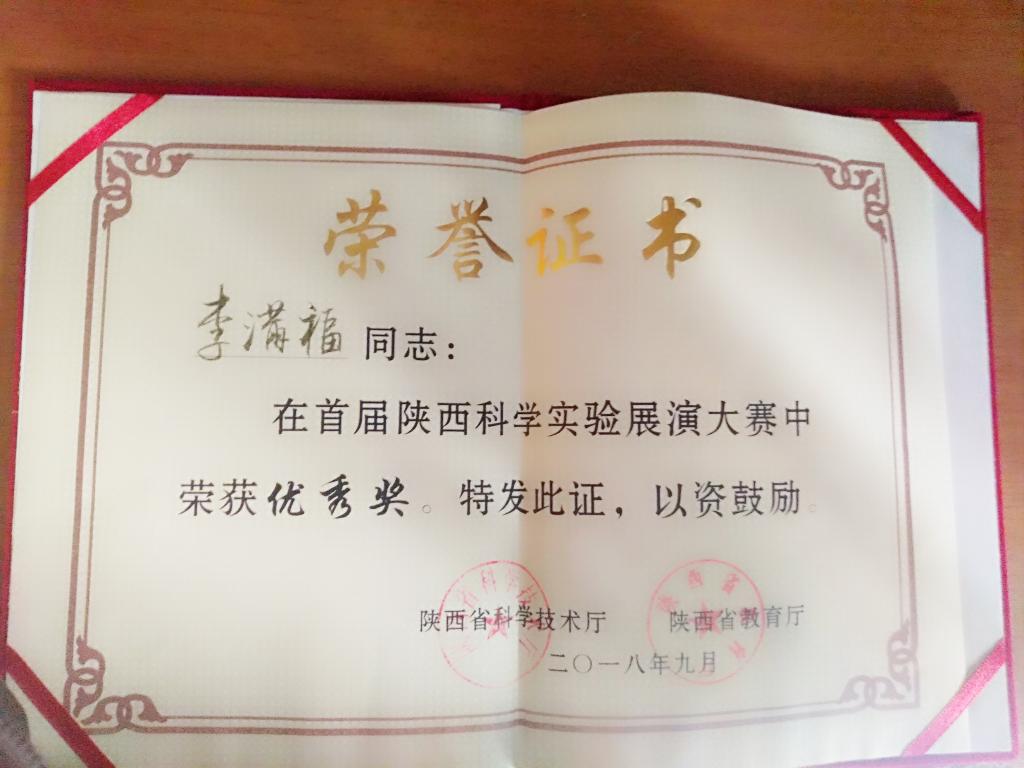 荣誉证书
李满福 同志：
在首届陕西科学实验展演大赛中
荣获优秀奖。特发此证，以资鼓励。
陕西省科学技术厅 陕西省教育厅
二〇一八年九月